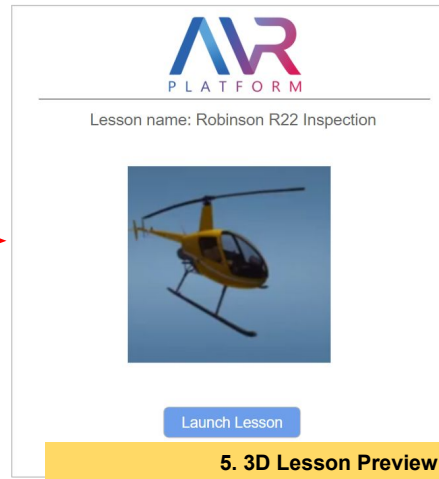 AVR
PLATFORM
Lesson name: Robinson R22 Inspection
Launch Lesson
5. 3D Lesson Preview